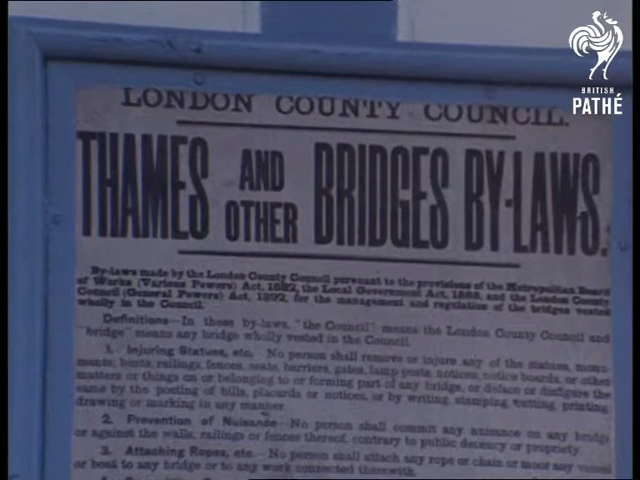 BRITISH
PATHÉ
LONDON COUNTY COUNCIL.
THAMES AND OTHER BRIDGES BY-LAWS.
By-laws made by the London County Council pursuant to the provisions of the Metropolitan Board
of Works (Various Powers) Act, 1882, the Local Government Act, 1888, and the London County
Council (General Powers) Act, 1892, for the management and regulation of the bridges vested
wholly in the Council.
Definitions—In these by-laws, "the Council" means the London County Council and
"bridge" means any bridge wholly vested in the Council.
1. Injuring Statues, etc. No person shall remove or injure any of the statues, monu-
ments, busts, railings, fences, seats, barriers, gates, lamp posts, notices, notice boards, or other
matters or things on or belonging to or forming part of any bridge, or deface or disfigure the
same by the posting of bills, placards or notices, or by writing, stamping, cutting, printing,
drawing or marking in any manner.
2. Prevention of Nuisance—No person shall commit any nuisance on any bridge
or against the walls, railings or fences thereof, contrary to public decency or propriety.
3. Attaching Ropes, etc.—No person shall attach any rope or chain or moor any vessel
or boat to any bridge or to any work connected therewith.